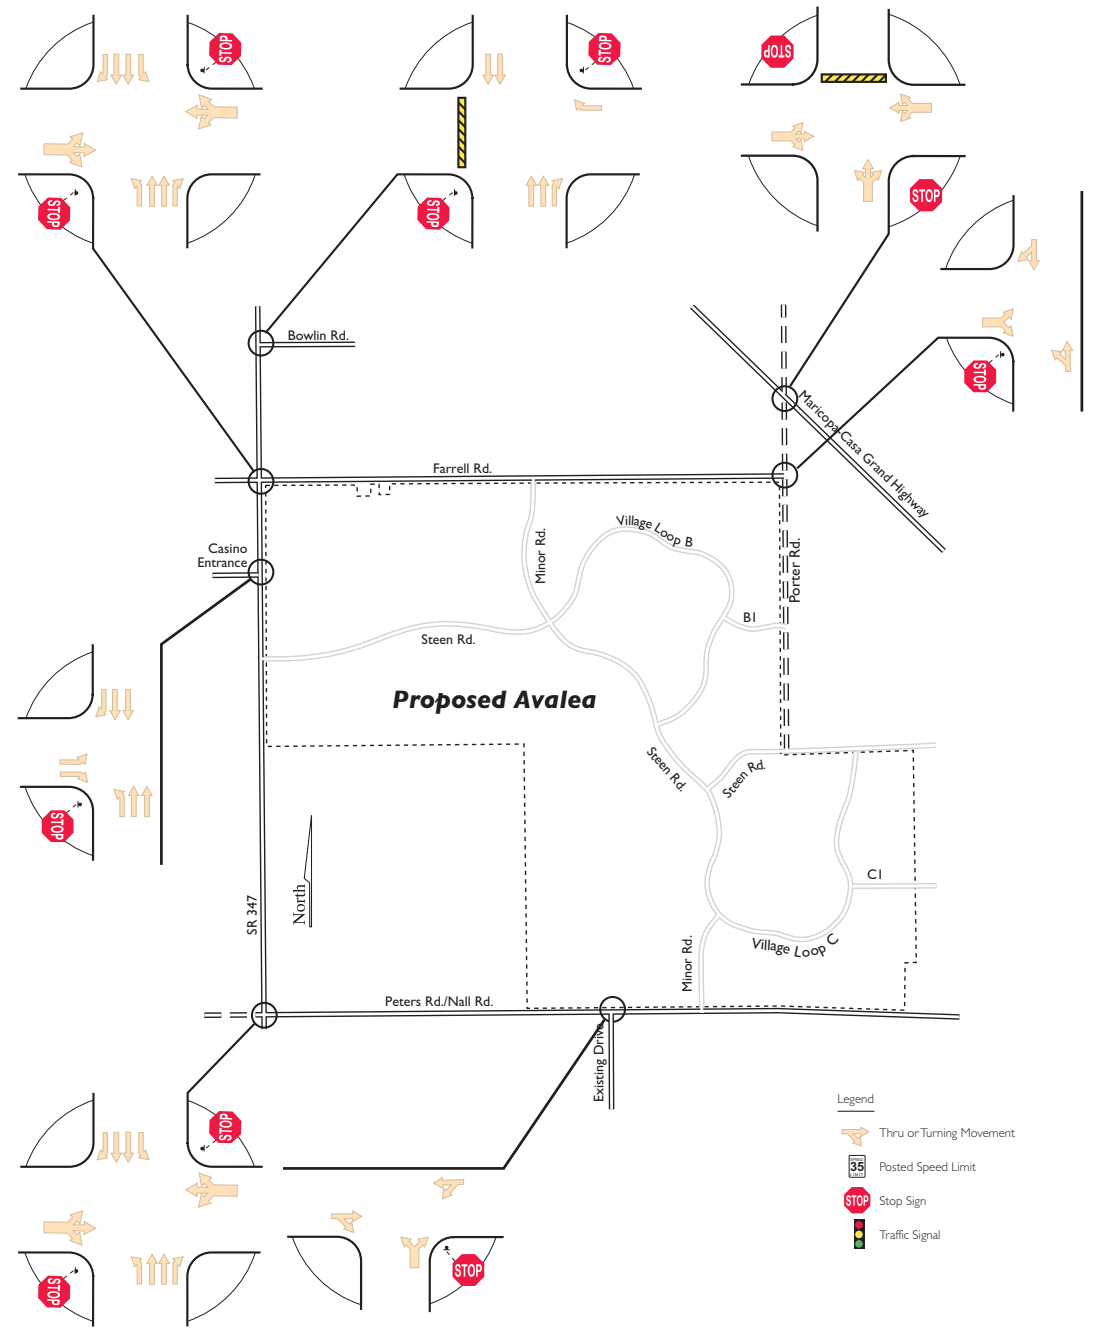 STOP
STOP
STOP
STOP
STOP
STOP
STOP
Bowlin Rd.
Maricopa-Casa Grand Highway
Farrell Rd.
Village Loop B
Minor Rd.
Casino
Entrance
Porter Rd.
B1
Steen Rd.
Proposed Avalea
Steen Rd.
Steen Rd.
STOP
C1
SR 347
North
Village Loop C
Minor Rd.
Peters Rd./Nall Rd.
Existing Drive
Legend
STOP
Thru or Turning Movement
SPEED
35
LIMIT
Posted Speed Limit
STOP
Stop Sign
Traffic Signal
STOP
STOP